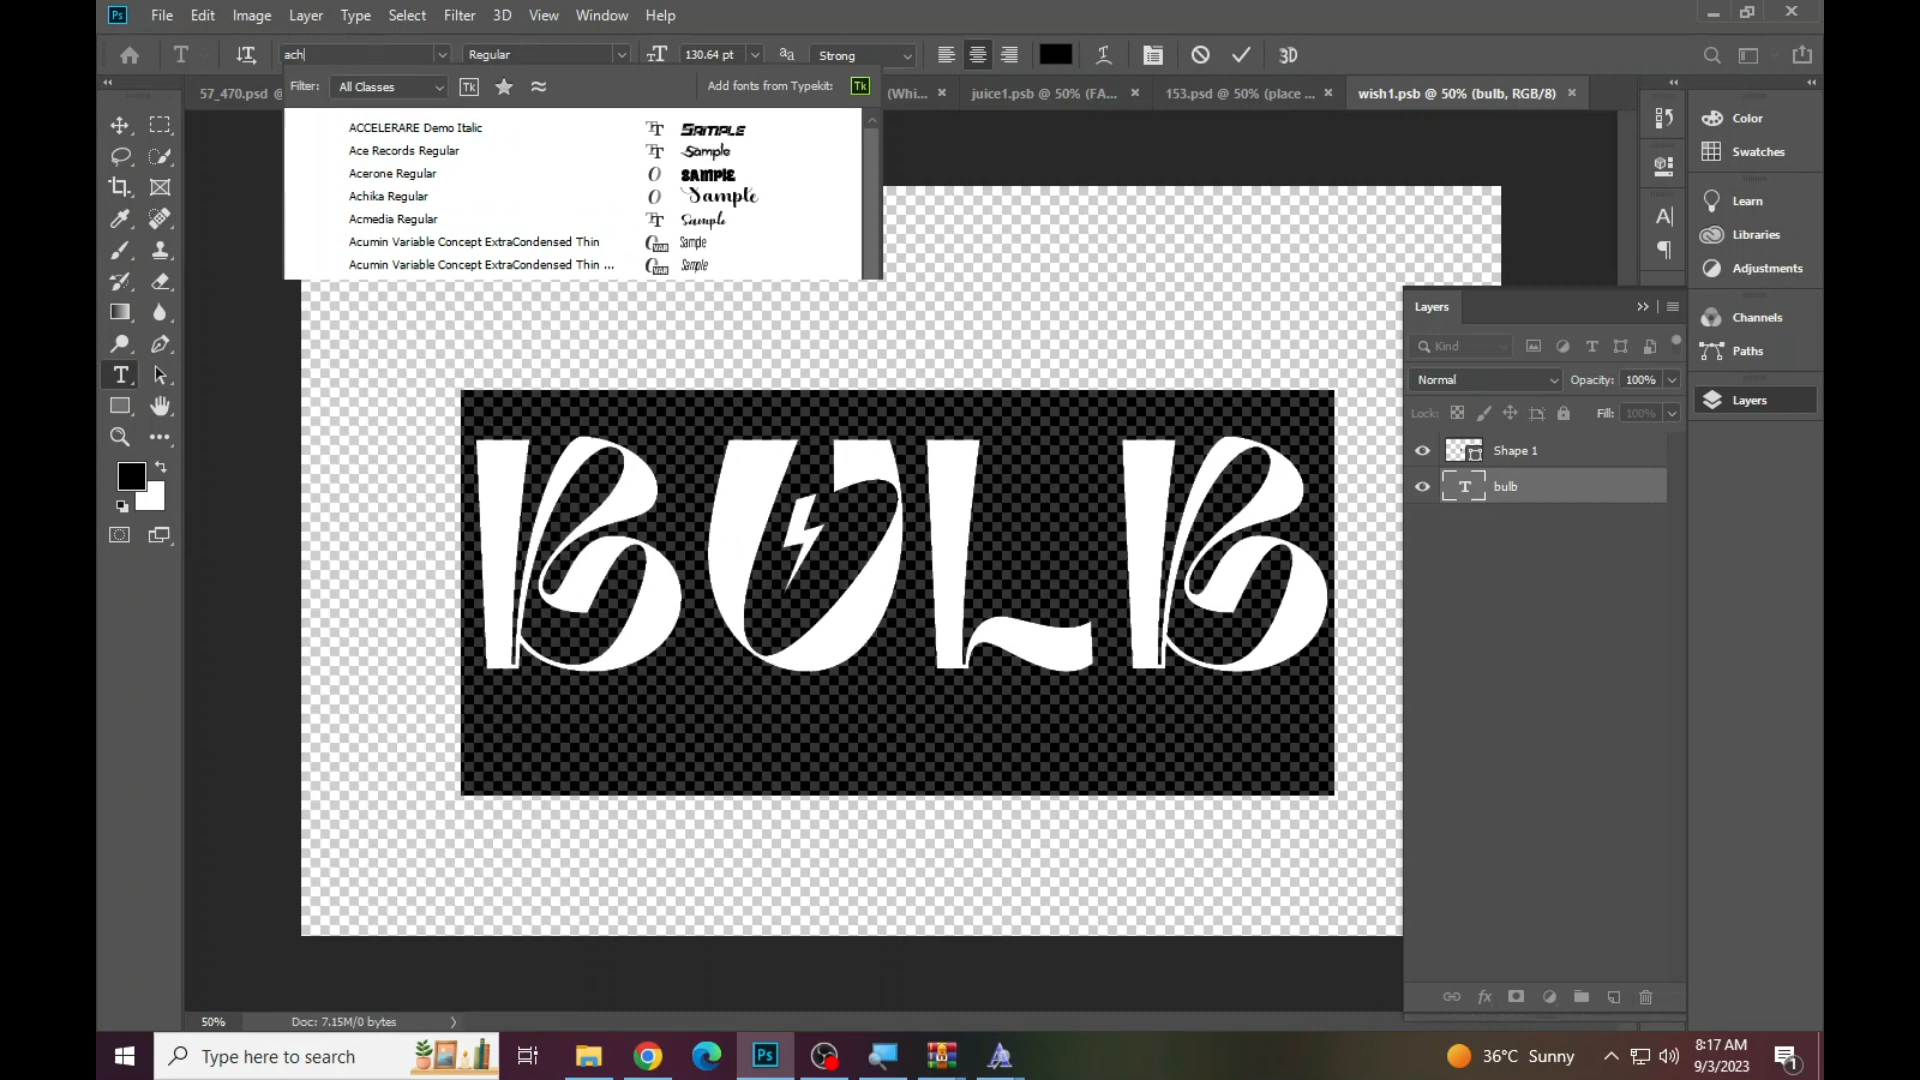 Ps File Edit Image Layer Type Select Filter 3D View Window Help
ach Regular 130.64 pt Strong 3D
Filter: All Classes Tk Add fonts from Typekit: Tk
57_470.psd @ (Whi... × juice1.psb @ 50% (FA... × 153.psd @ 50% (place ... × wish1.psb @ 50% (bulb, RGB/8) ×
ACCELERARE Demo Italic SAMPLE
Ace Records Regular Sample
Acerone Regular SAMPLE
Achika Regular Sample
Acmedia Regular Sample
Acumin Variable Concept ExtraCondensed Thin Sample
Acumin Variable Concept ExtraCondensed Thin ... Sample
BULB
Color
Swatches
Learn
Libraries
Adjustments
Channels
Paths
Layers
Layers
Kind
Normal Opacity: 100%
Lock: Fill: 100%
Shape 1
bulb
fx
50% Doc: 7.15M/0 bytes
Type here to search Ps 36°C Sunny 8:17 AM
9/3/2023
1